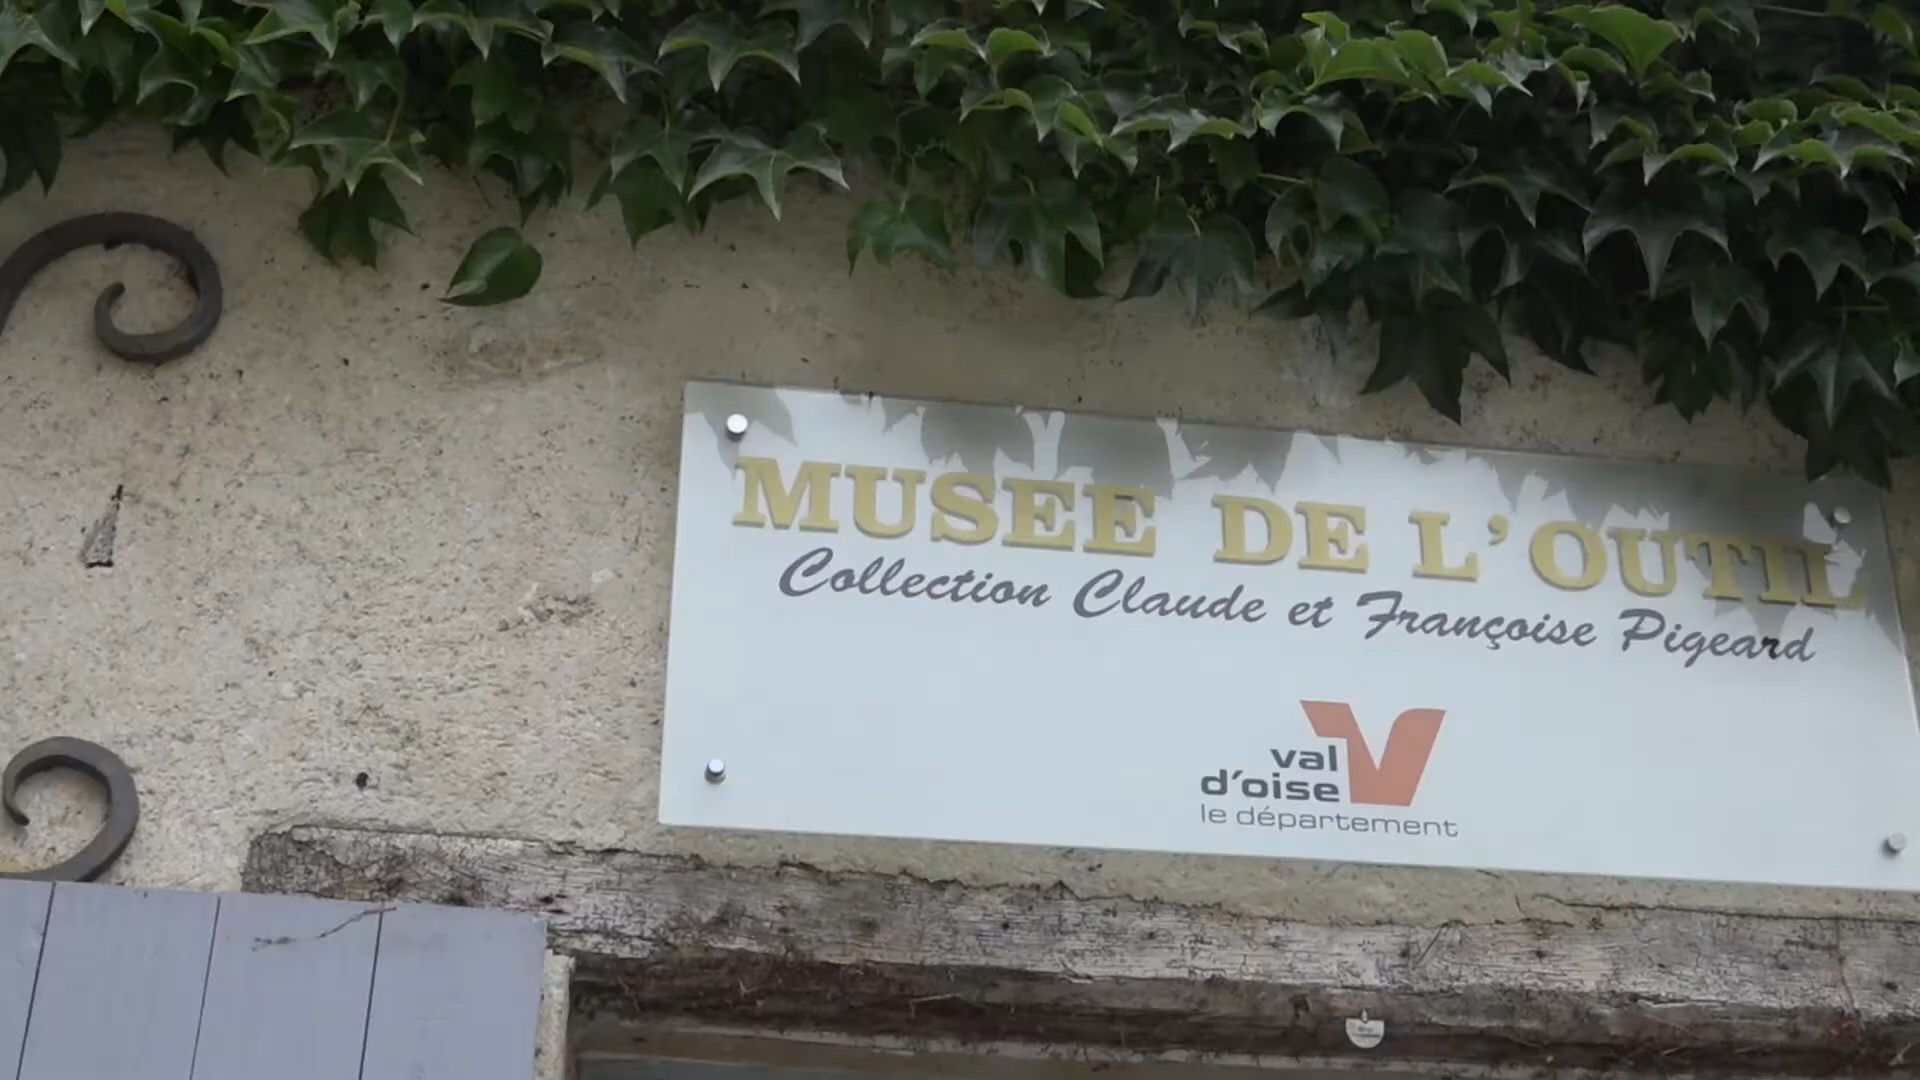 MUSEE DE L'OUTIL
Collection Claude et Françoise Pigeard
val
d'oise
le département